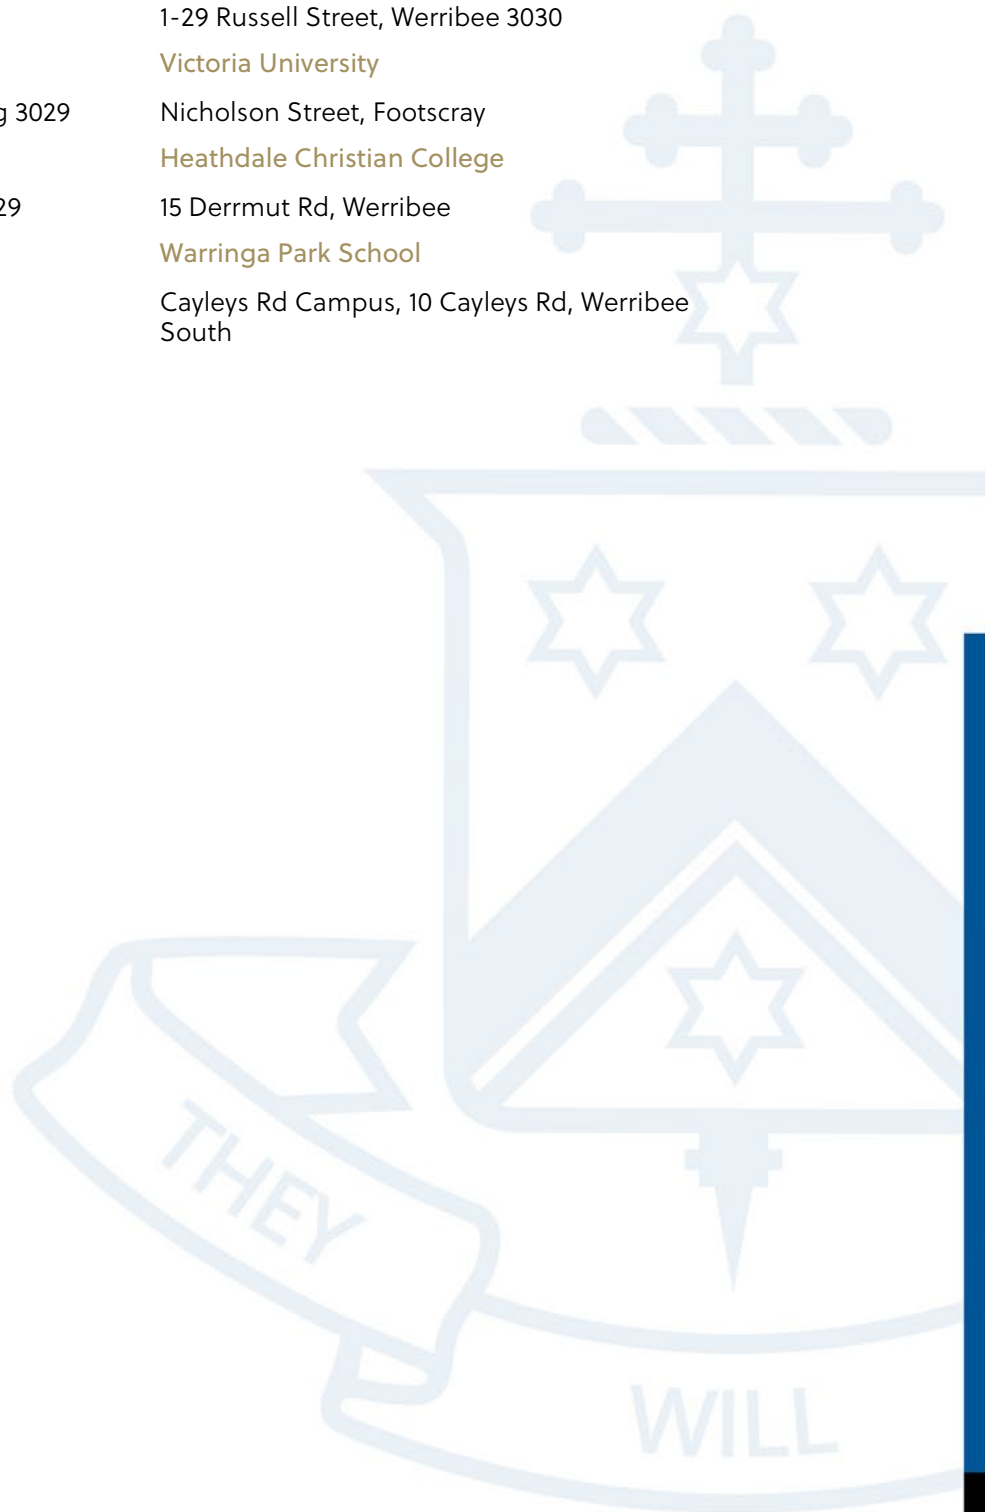 1-29 Russell Street, Werribee 3030
Victoria University
g 3029
Nicholson Street, Footscray
Heathdale Christian College
29
15 Derrmut Rd, Werribee
Warringa Park School
Cayleys Rd Campus, 10 Cayleys Rd, Werribee
South
THEY
WILL